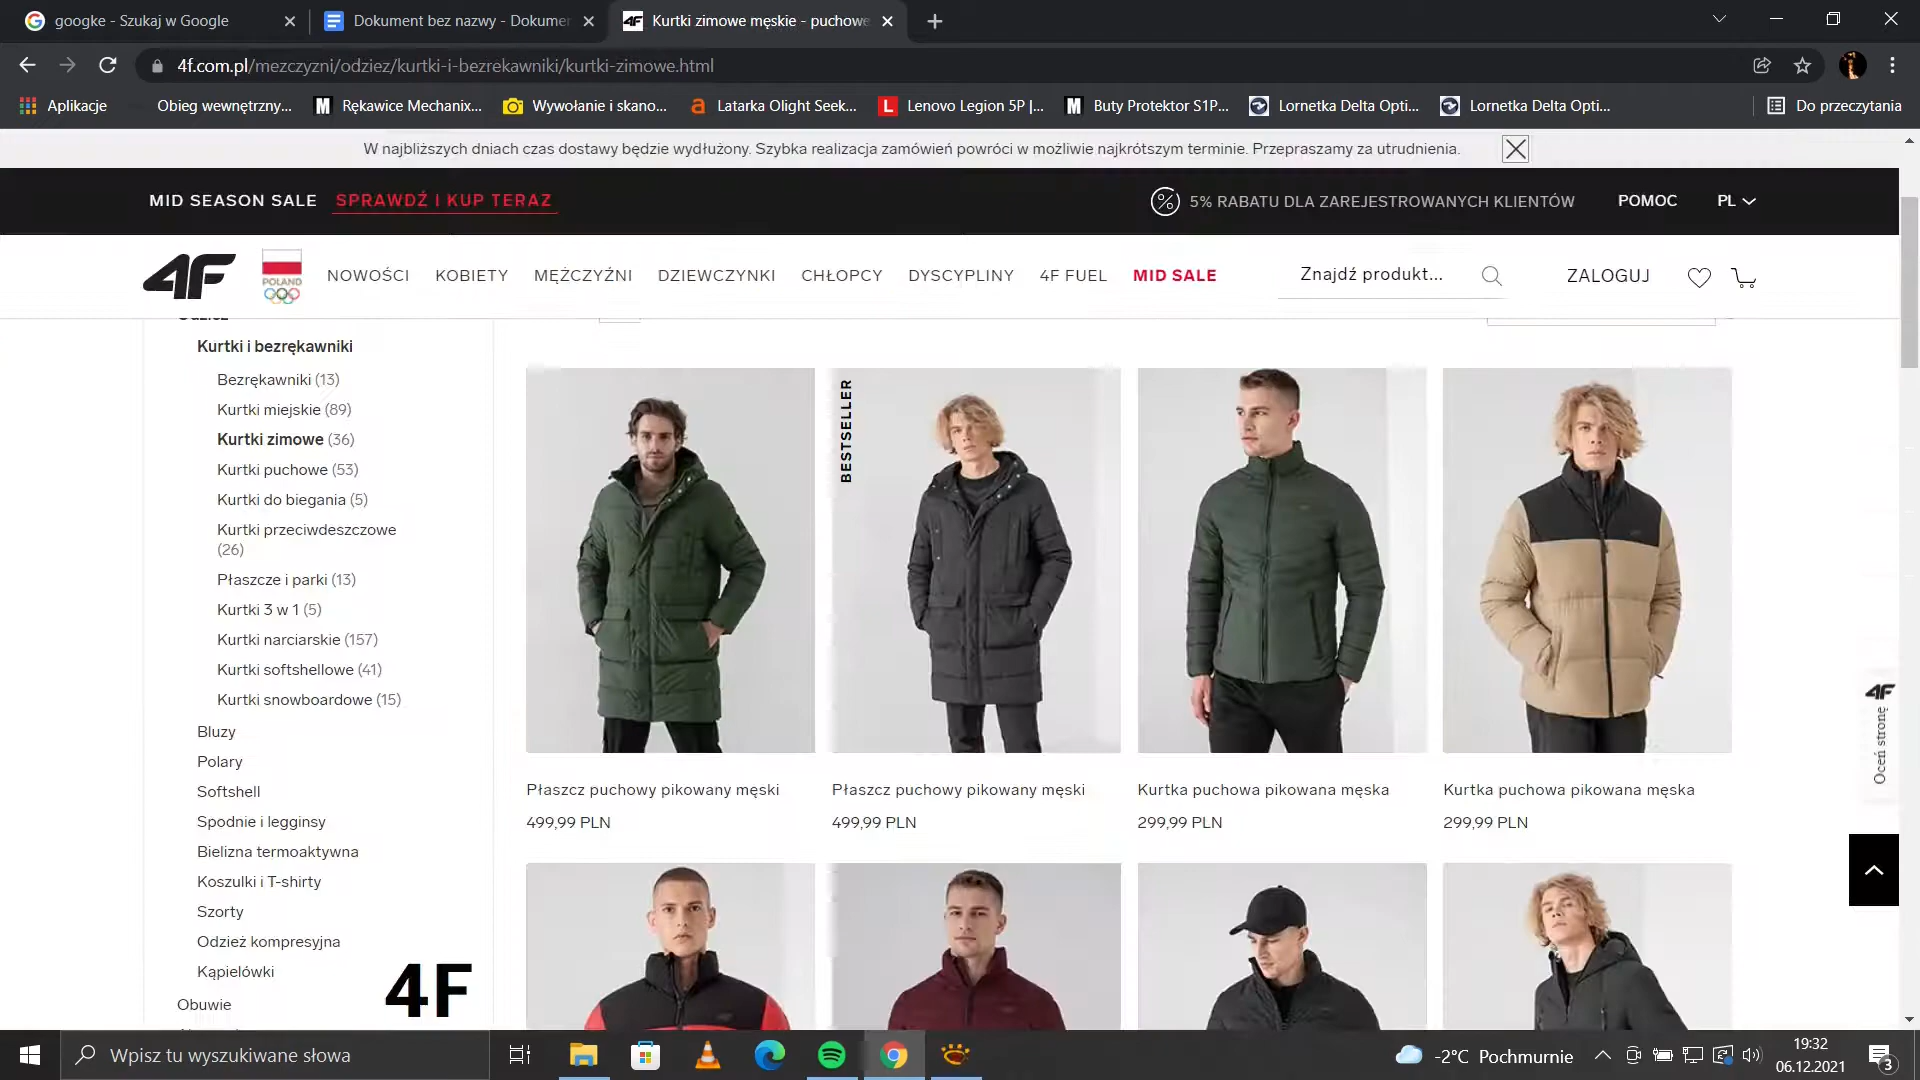 googke - Szukaj w Google
Dokument bez nazwy - Dokumen
4F Kurtki zimowe męskie - puchowe
4f.com.pl/mezczyzni/odziez/kurtki-i-bezrekawniki/kurtki-zimowe.html
Aplikacje
Obieg wewnętrzny...
M Rękawice Mechanix...
Wywołanie i skano...
a Latarka Olight Seek...
L Lenovo Legion 5P |...
M Buty Protektor S1P...
Lornetka Delta Opti...
Lornetka Delta Opti...
Do przeczytania
W najbliższych dniach czas dostawy będzie wydłużony. Szybka realizacja zamówień powróci w możliwie najkrótszym terminie. Przepraszamy za utrudnienia.
MID SEASON SALE SPRAWDŹ I KUP TERAZ
5% RABATU DLA ZAREJESTROWANYCH KLIENTÓW
POMOC
PL
4F
POLAND
NOWOŚCI
KOBIETY
MĘŻCZYŹNI
DZIEWCZYNKI
CHŁOPCY
DYSCYPLINY
4F FUEL
MID SALE
Znajdź produkt...
ZALOGUJ
Kurtki i bezrękawniki
Bezrękawniki (13)
Kurtki miejskie (89)
Kurtki zimowe (36)
Kurtki puchowe (53)
Kurtki do biegania (5)
Kurtki przeciwdeszczowe
(26)
Płaszcze i parki (13)
Kurtki 3 w 1 (5)
Kurtki narciarskie (157)
Kurtki softshellowe (41)
Kurtki snowboardowe (15)
Bluzy
Polary
Softshell
Spodnie i legginsy
Bielizna termoaktywna
Koszulki i T-shirty
Szorty
Odzież kompresyjna
Kąpielówki
Obuwie
4F
BESTSELLER
Płaszcz puchowy pikowany męski
499,99 PLN
Płaszcz puchowy pikowany męski
499,99 PLN
Kurtka puchowa pikowana męska
299,99 PLN
Kurtka puchowa pikowana męska
299,99 PLN
Oceń stronę 4F
Wpisz tu wyszukiwane słowa
-2°C Pochmurnie
19:32
06.12.2021
3